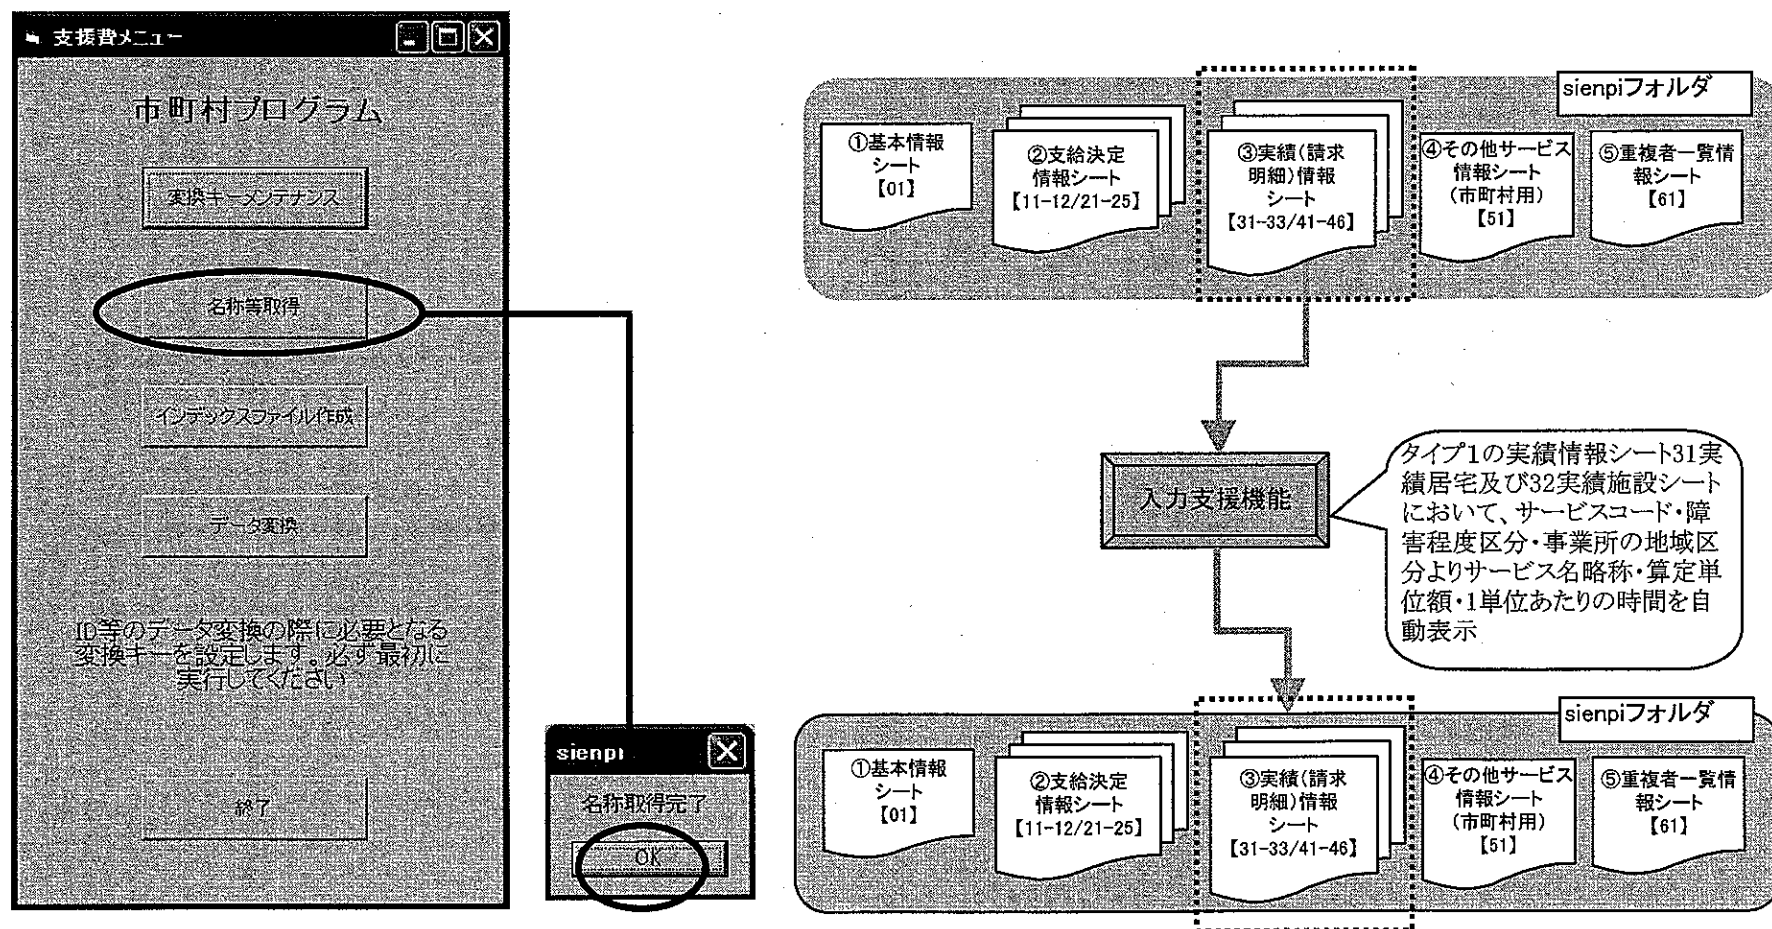 支援費メニュー
市町村プログラム
変換キーメンテナンス
名称等取得
インデックスファイル作成
データ変換
ID等のデータ変換の際に必要となる
変換キーを設定します。必ず最初に
実行してください
終了
sienpi
名称取得完了
OK
sienpiフォルダ
①基本情報
シート
【01】
②支給決定
情報シート
【11-12/21-25】
③実績(請求
明細)情報
シート
【31-33/41-46】
④その他サービス
情報シート
(市町村用)
【51】
⑤重複者一覧情
報シート
【61】
入力支援機能
タイプ1の実績情報シート31実
績居宅及び32実績施設シート
において、サービスコード・障
害程度区分・事業所の地域区
分よりサービス名略称・算定単
位額・1単位あたりの時間を自
動表示
sienpiフォルダ
①基本情報
シート
【01】
②支給決定
情報シート
【11-12/21-25】
③実績(請求
明細)情報
シート
【31-33/41-46】
④その他サービス
情報シート
(市町村用)
【51】
⑤重複者一覧情
報シート
【61】